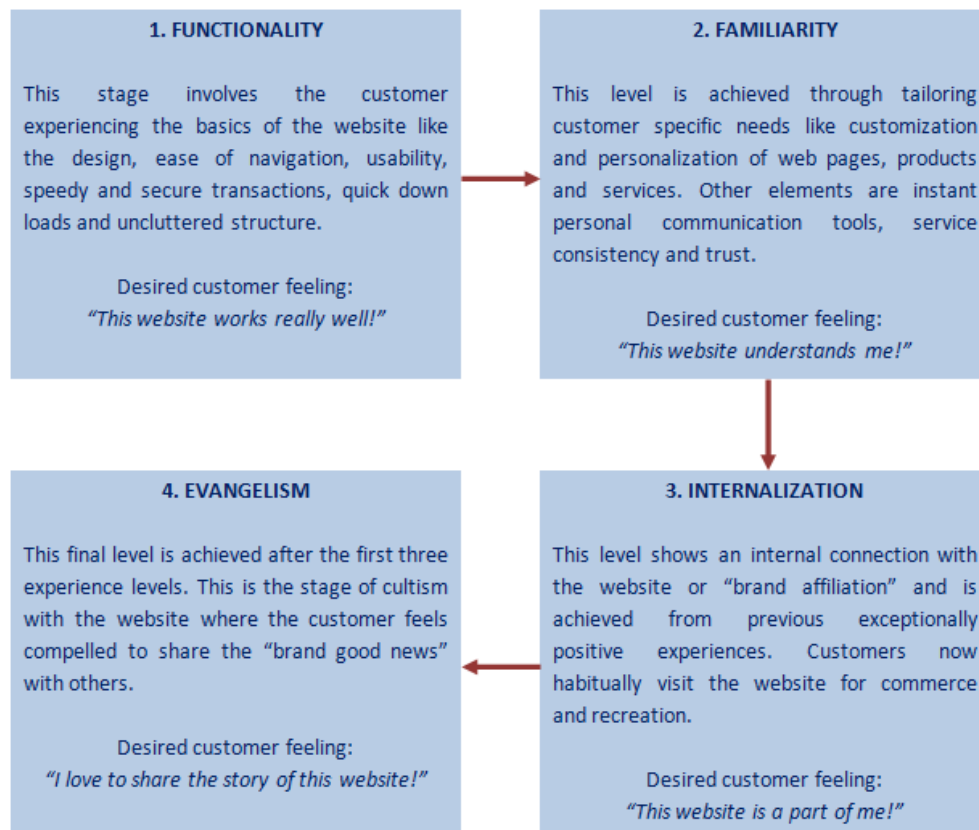 1. FUNCTIONALITY
This stage involves the customer
experiencing the basics of the website like
the design, ease of navigation, usability,
speedy and secure transactions, quick down
loads and uncluttered structure.
Desired customer feeling:
“This website works really well!”
2. FAMILIARITY
This level is achieved through tailoring
customer specific needs like customization
and personalization of web pages, products
and services. Other elements are instant
personal communication tools, service
consistency and trust.
Desired customer feeling:
“This website understands me!”
3. INTERNALIZATION
This level shows an internal connection with
the website or “brand affiliation” and is
achieved from previous exceptionally
positive experiences. Customers now
habitually visit the website for commerce
and recreation.
Desired customer feeling:
“This website is a part of me!”
4. EVANGELISM
This final level is achieved after the first three
experience levels. This is the stage of cultism
with the website where the customer feels
compelled to share the “brand good news”
with others.
Desired customer feeling:
“I love to share the story of this website!”